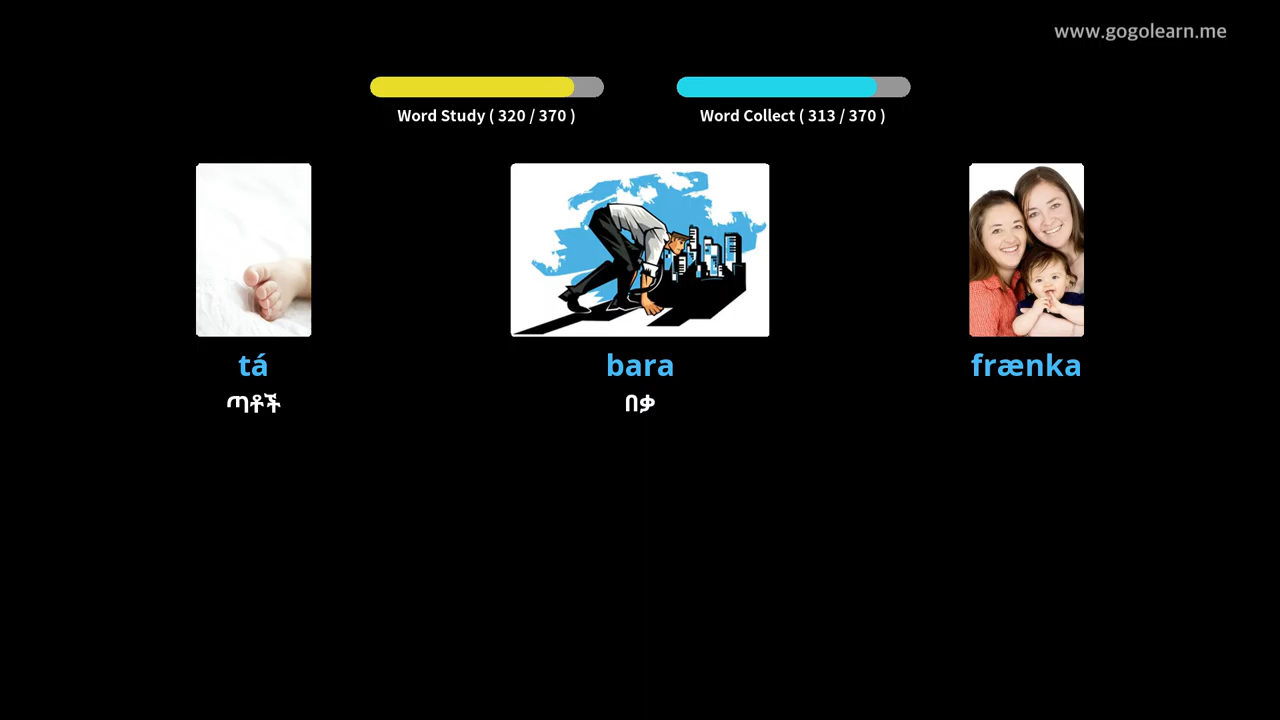 www.gogolearn.me
Word Study ( 320 / 370 )
Word Collect ( 313 / 370 )
tá
ጣቶች
bara
በቃ
frænka